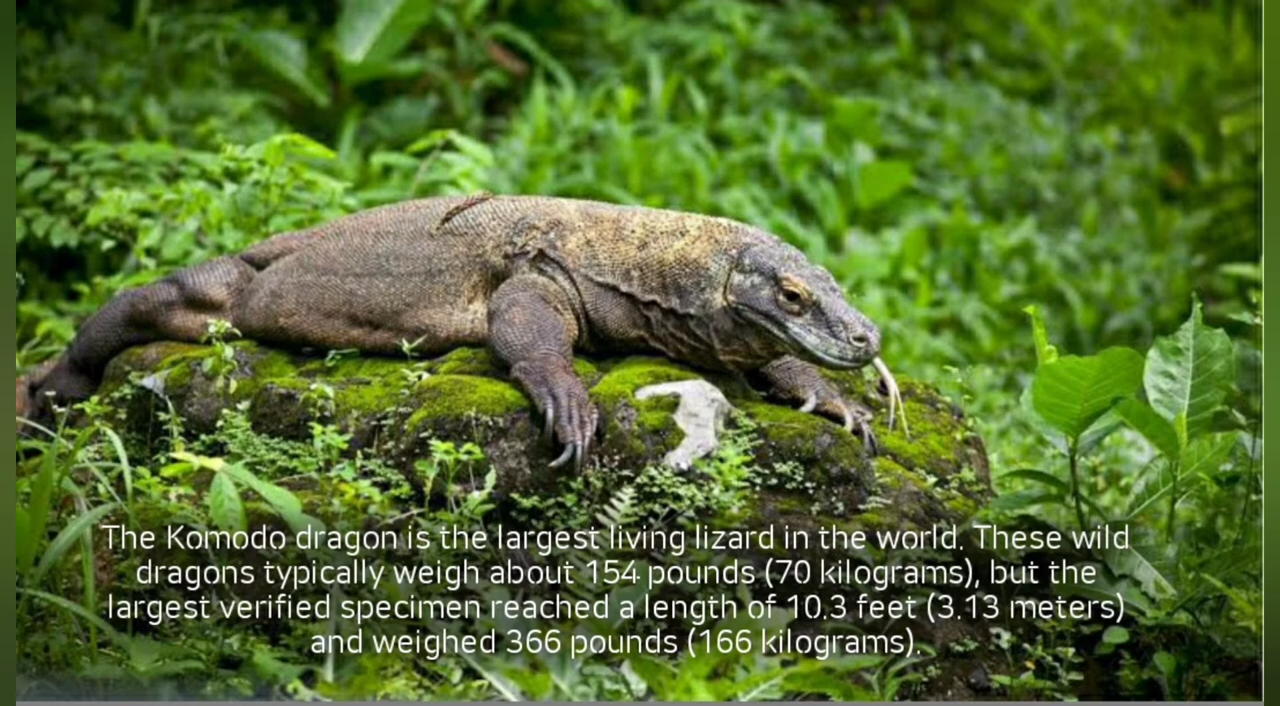 The Komodo dragon is the largest living lizard in the world. These wild
dragons typically weigh about 154 pounds (70 kilograms), but the
largest verified specimen reached a length of 10.3 feet (3.13 meters)
and weighed 366 pounds (166 kilograms).